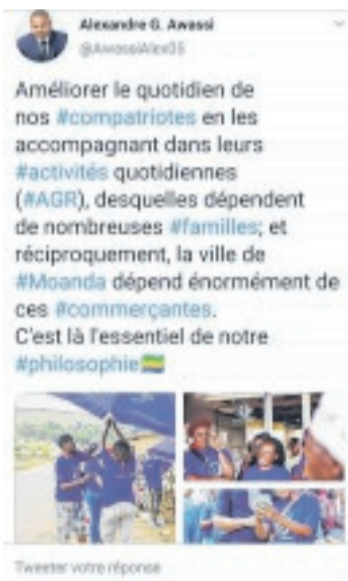 Alexandre G. Awassi
@AwassiAlex05
Améliorer le quotidien de
nos #compatriotes en les
accompagnant dans leurs
#activités quotidiennes
(#AGR), desquelles dépendent
de nombreuses #familles; et
réciproquement, la ville de
#Moanda dépend énormément de
ces #commerçantes.
C'est là l'essentiel de notre
#philosophie
Tweeter votre réponse